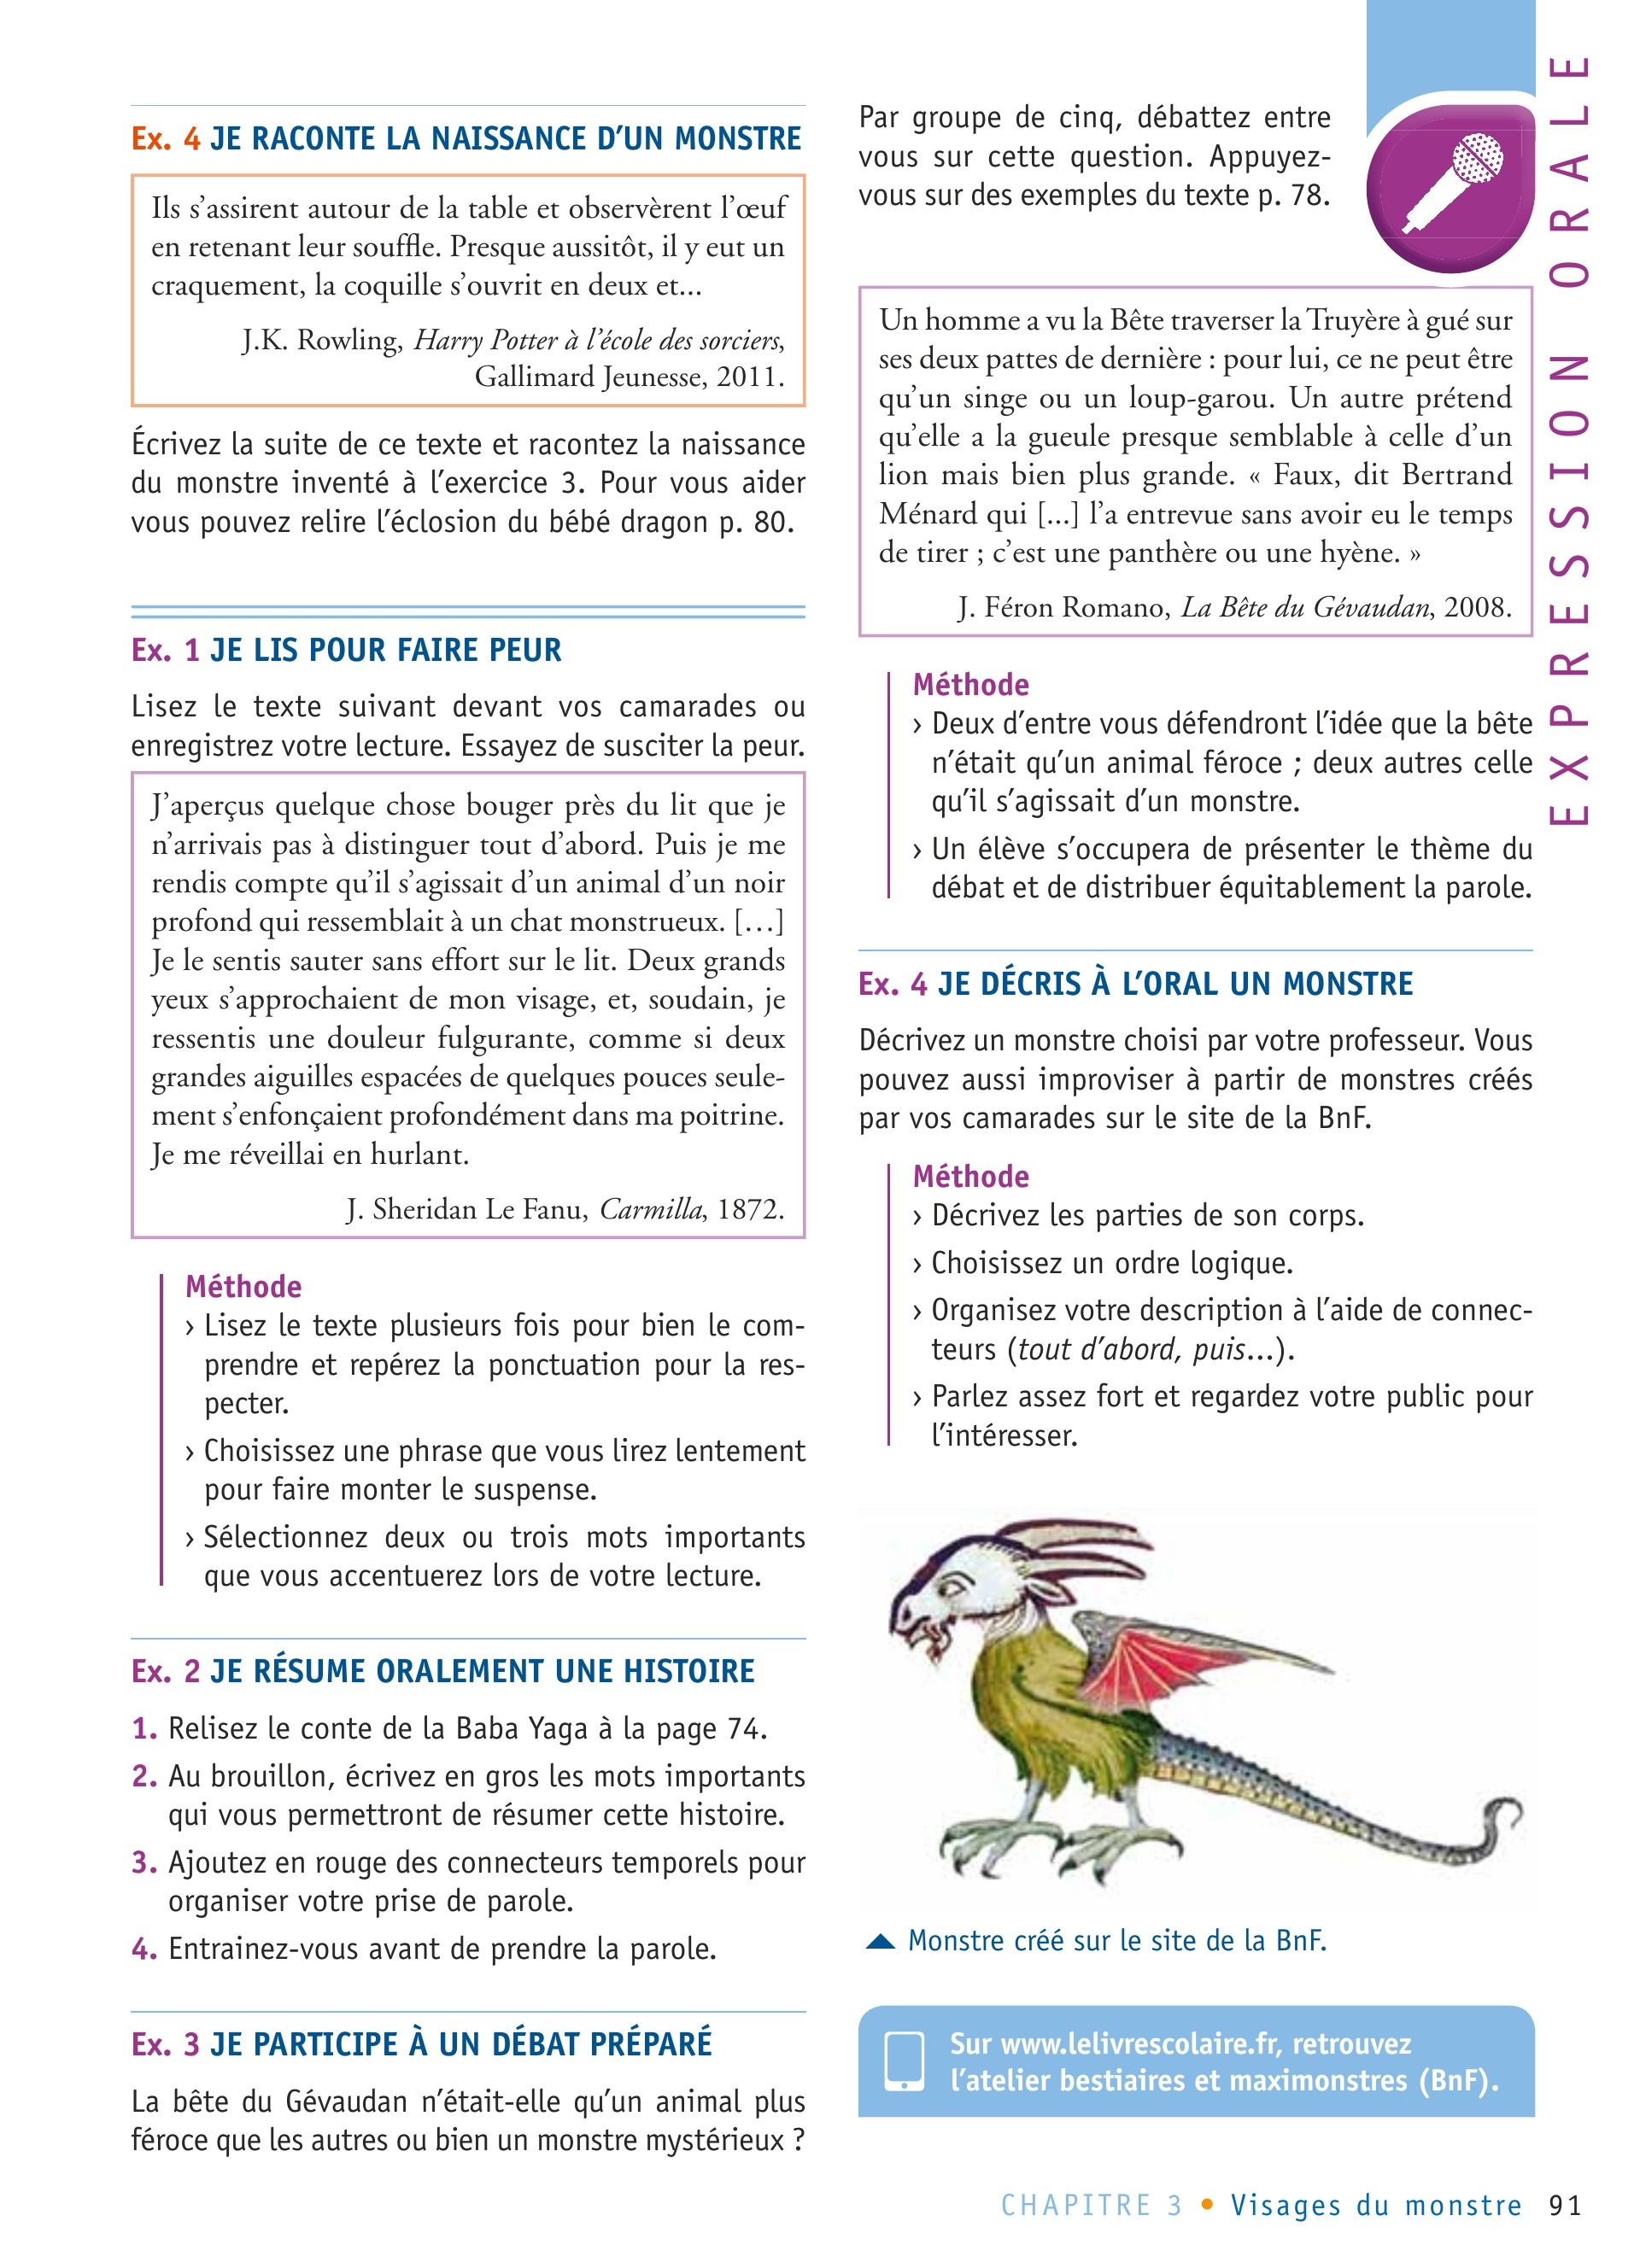 Ex. 4 JE RACONTE LA NAISSANCE D’UN MONSTRE
Ils s’assirent autour de la table et observèrent l’œuf
en retenant leur souffle. Presque aussitôt, il y eut un
craquement, la coquille s’ouvrit en deux et…
J.K. Rowling, Harry Potter à l’école des sorciers,
Gallimard Jeunesse, 2011.
Écrivez la suite de ce texte et racontez la naissance
du monstre inventé à l’exercice 3. Pour vous aider
vous pouvez relire l’éclosion du bébé dragon p. 80.
Ex. 1 JE LIS POUR FAIRE PEUR
Lisez le texte suivant devant vos camarades ou
enregistrez votre lecture. Essayez de susciter la peur.
J’aperçus quelque chose bouger près du lit que je
n’arrivais pas à distinguer tout d’abord. Puis je me
rendis compte qu’il s’agissait d’un animal d’un noir
profond qui ressemblait à un chat monstrueux. […]
Je le sentis sauter sans effort sur le lit. Deux grands
yeux s’approchaient de mon visage, et, soudain, je
ressentis une douleur fulgurante, comme si deux
grandes aiguilles espacées de quelques pouces seule-
ment s’enfonçaient profondément dans ma poitrine.
Je me réveillai en hurlant.
J. Sheridan Le Fanu, Carmilla, 1872.
Méthode
› Lisez le texte plusieurs fois pour bien le com-
prendre et repérez la ponctuation pour la res-
pecter.
› Choisissez une phrase que vous lirez lentement
pour faire monter le suspense.
› Sélectionnez deux ou trois mots importants
que vous accentuerez lors de votre lecture.
Ex. 2 JE RÉSUME ORALEMENT UNE HISTOIRE
1. Relisez le conte de la Baba Yaga à la page 74.
2. Au brouillon, écrivez en gros les mots importants
qui vous permettront de résumer cette histoire.
3. Ajoutez en rouge des connecteurs temporels pour
organiser votre prise de parole.
4. Entrainez-vous avant de prendre la parole.
Ex. 3 JE PARTICIPE À UN DÉBAT PRÉPARÉ
La bête du Gévaudan n’était-elle qu’un animal plus
féroce que les autres ou bien un monstre mystérieux ?
Par groupe de cinq, débattez entre
vous sur cette question. Appuyez-
vous sur des exemples du texte p. 78.
Un homme a vu la Bête traverser la Truyère à gué sur
ses deux pattes de dernière : pour lui, ce ne peut être
qu’un singe ou un loup-garou. Un autre prétend
qu’elle a la gueule presque semblable à celle d’un
lion mais bien plus grande. « Faux, dit Bertrand
Ménard qui [...] l’a entrevue sans avoir eu le temps
de tirer ; c’est une panthère ou une hyène. »
J. Féron Romano, La Bête du Gévaudan, 2008.
Méthode
› Deux d’entre vous défendront l’idée que la bête
n’était qu’un animal féroce ; deux autres celle
qu’il s’agissait d’un monstre.
› Un élève s’occupera de présenter le thème du
débat et de distribuer équitablement la parole.
Ex. 4 JE DÉCRIS À L’ORAL UN MONSTRE
Décrivez un monstre choisi par votre professeur. Vous
pouvez aussi improviser à partir de monstres créés
par vos camarades sur le site de la BnF.
Méthode
› Décrivez les parties de son corps.
› Choisissez un ordre logique.
› Organisez votre description à l’aide de connec-
teurs (tout d’abord, puis…).
› Parlez assez fort et regardez votre public pour
l’intéresser.
Monstre créé sur le site de la BnF.
Sur www.lelivrescolaire.fr, retrouvez
l’atelier bestiaires et maximonstres (BnF).
EXPRESSION ORALE
CHAPITRE 3 • Visages du monstre 91